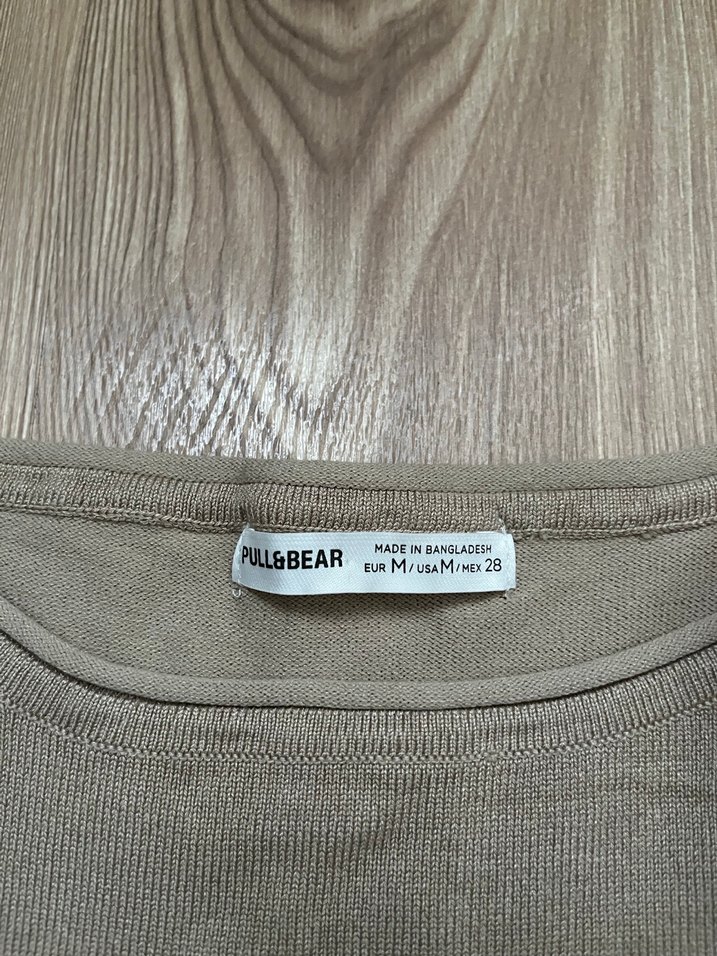 PULL&BEAR
MADE IN BANGLADESH
EUR M / USA M / MEX 28